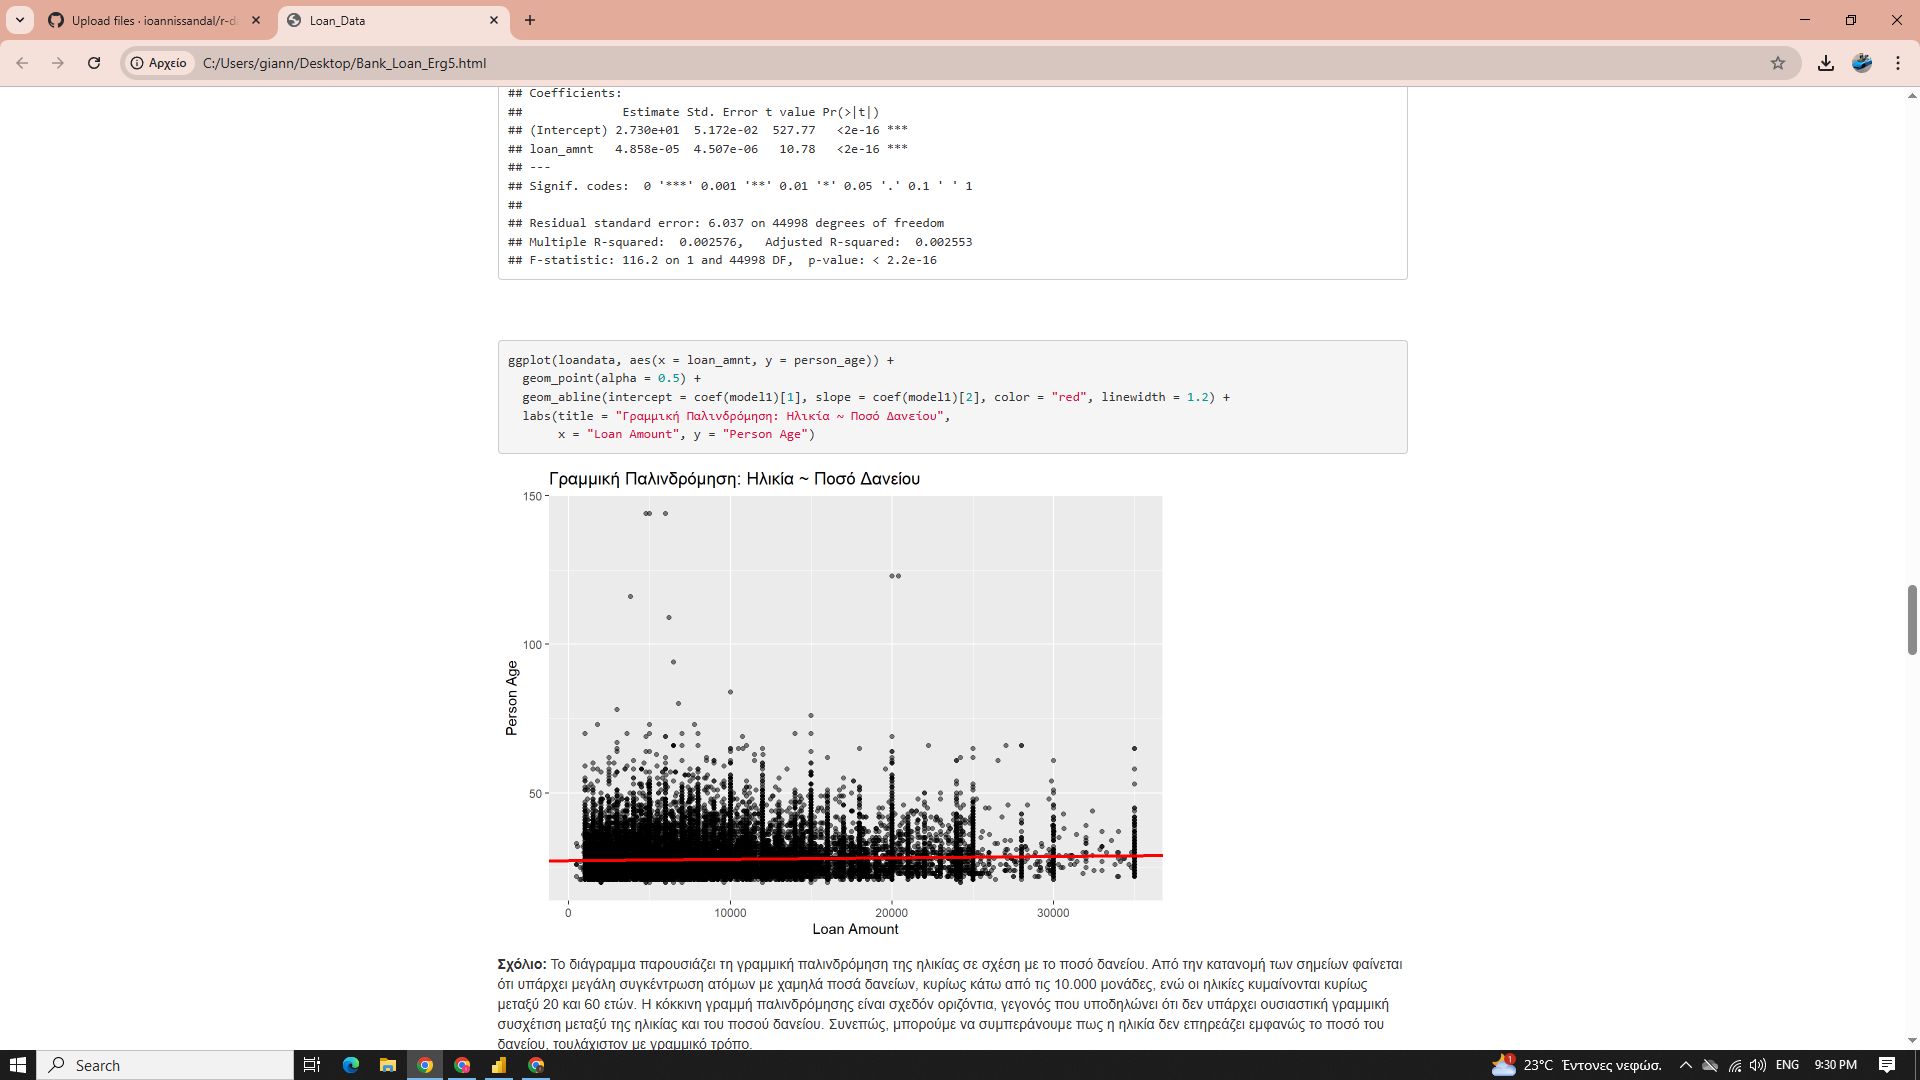 Upload files · ioannissandal/r-da
Loan_Data
Αρχείο
C:/Users/giann/Desktop/Bank_Loan_Erg5.html
## Coefficients:
##              Estimate Std. Error t value Pr(>|t|)
## (Intercept) 2.730e+01  5.172e-02  527.77   <2e-16 ***
## loan_amnt   4.858e-05  4.507e-06   10.78   <2e-16 ***
## ---
## Signif. codes:  0 '***' 0.001 '**' 0.01 '*' 0.05 '.' 0.1 ' ' 1
##
## Residual standard error: 6.037 on 44998 degrees of freedom
## Multiple R-squared:  0.002576,   Adjusted R-squared:  0.002553
## F-statistic: 116.2 on 1 and 44998 DF,  p-value: < 2.2e-16
ggplot(loandata, aes(x = loan_amnt, y = person_age)) +
  geom_point(alpha = 0.5) +
  geom_abline(intercept = coef(model1)[1], slope = coef(model1)[2], color = "red", linewidth = 1.2) +
  labs(title = "Γραμμική Παλινδρόμηση: Ηλικία ~ Ποσό Δανείου",
       x = "Loan Amount", y = "Person Age")
Γραμμική Παλινδρόμηση: Ηλικία ~ Ποσό Δανείου
150
100
50
Person Age
0
10000
20000
30000
Loan Amount
Σχόλιο: Το διάγραμμα παρουσιάζει τη γραμμική παλινδρόμηση της ηλικίας σε σχέση με το ποσό δανείου. Από την κατανομή των σημείων φαίνεται
ότι υπάρχει μεγάλη συγκέντρωση ατόμων με χαμηλά ποσά δανείων, κυρίως κάτω από τις 10.000 μονάδες, ενώ οι ηλικίες κυμαίνονται κυρίως
μεταξύ 20 και 60 ετών. Η κόκκινη γραμμή παλινδρόμησης είναι σχεδόν οριζόντια, γεγονός που υποδηλώνει ότι δεν υπάρχει ουσιαστική γραμμική
συσχέτιση μεταξύ της ηλικίας και του ποσού δανείου. Συνεπώς, μπορούμε να συμπεράνουμε πως η ηλικία δεν επηρεάζει εμφανώς το ποσό του
δανείου, τουλάχιστον με γραμμικό τρόπο.
Search
1
23°C
Έντονες νεφώσ.
ENG
9:30 PM